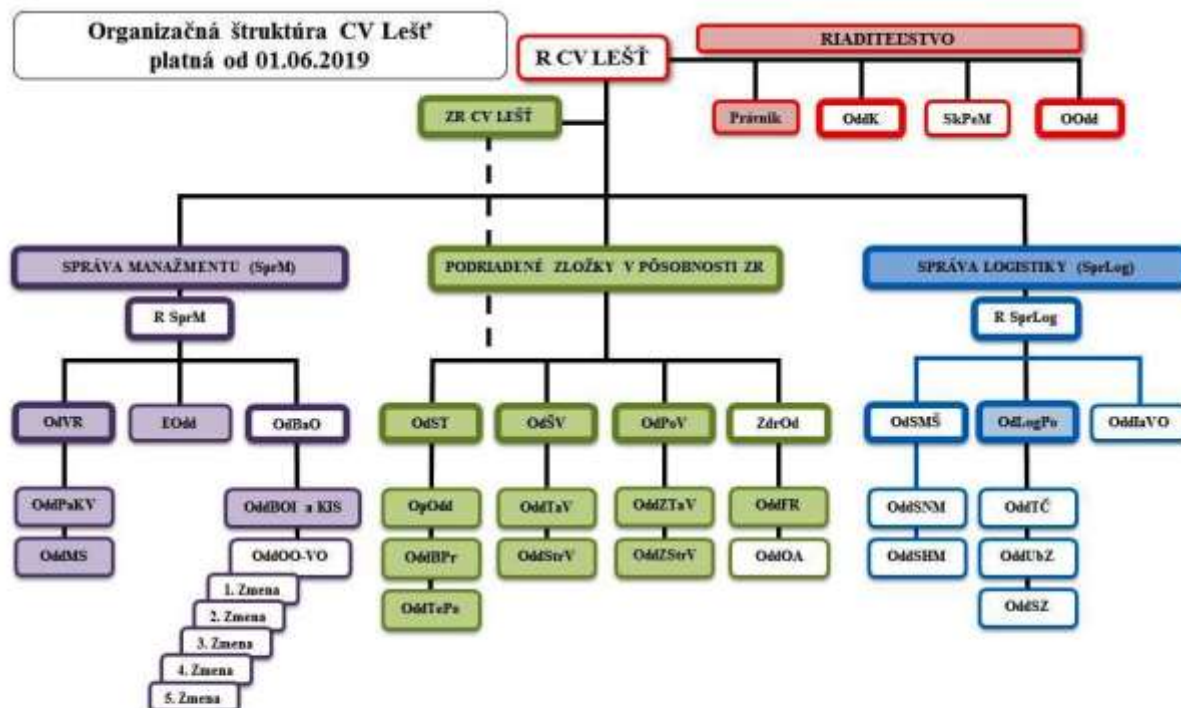 Organizačná štruktúra CV Lešť
platná od 01.06.2019
R CV LEŠŤ
RIADITEĽSTVO
ZR CV LEŠŤ
Právnik
OddK
SkPeM
OOdd
SPRÁVA MANAŽMENTU (SprM)
PODRIADENÉ ZLOŽKY V PÔSOBNOSTI ZR
SPRÁVA LOGISTIKY (SprLog)
R SprM
R SprLog
OdVR
EOdd
OdBaO
OdST
OdŠV
OdPoV
ZdrOd
OdSMŠ
OdLogPo
OddIaVO
OddPaKV
OddBOI a KIS
OpOdd
OddTaV
OddZTaV
OddFR
OddSNM
OddTČ
OddMS
OddOO-VO
OddBPr
OddStrV
OddZStrV
OddOA
OddSHM
OddUbZ
1. Zmena
OddTePo
OddSZ
2. Zmena
3. Zmena
4. Zmena
5. Zmena